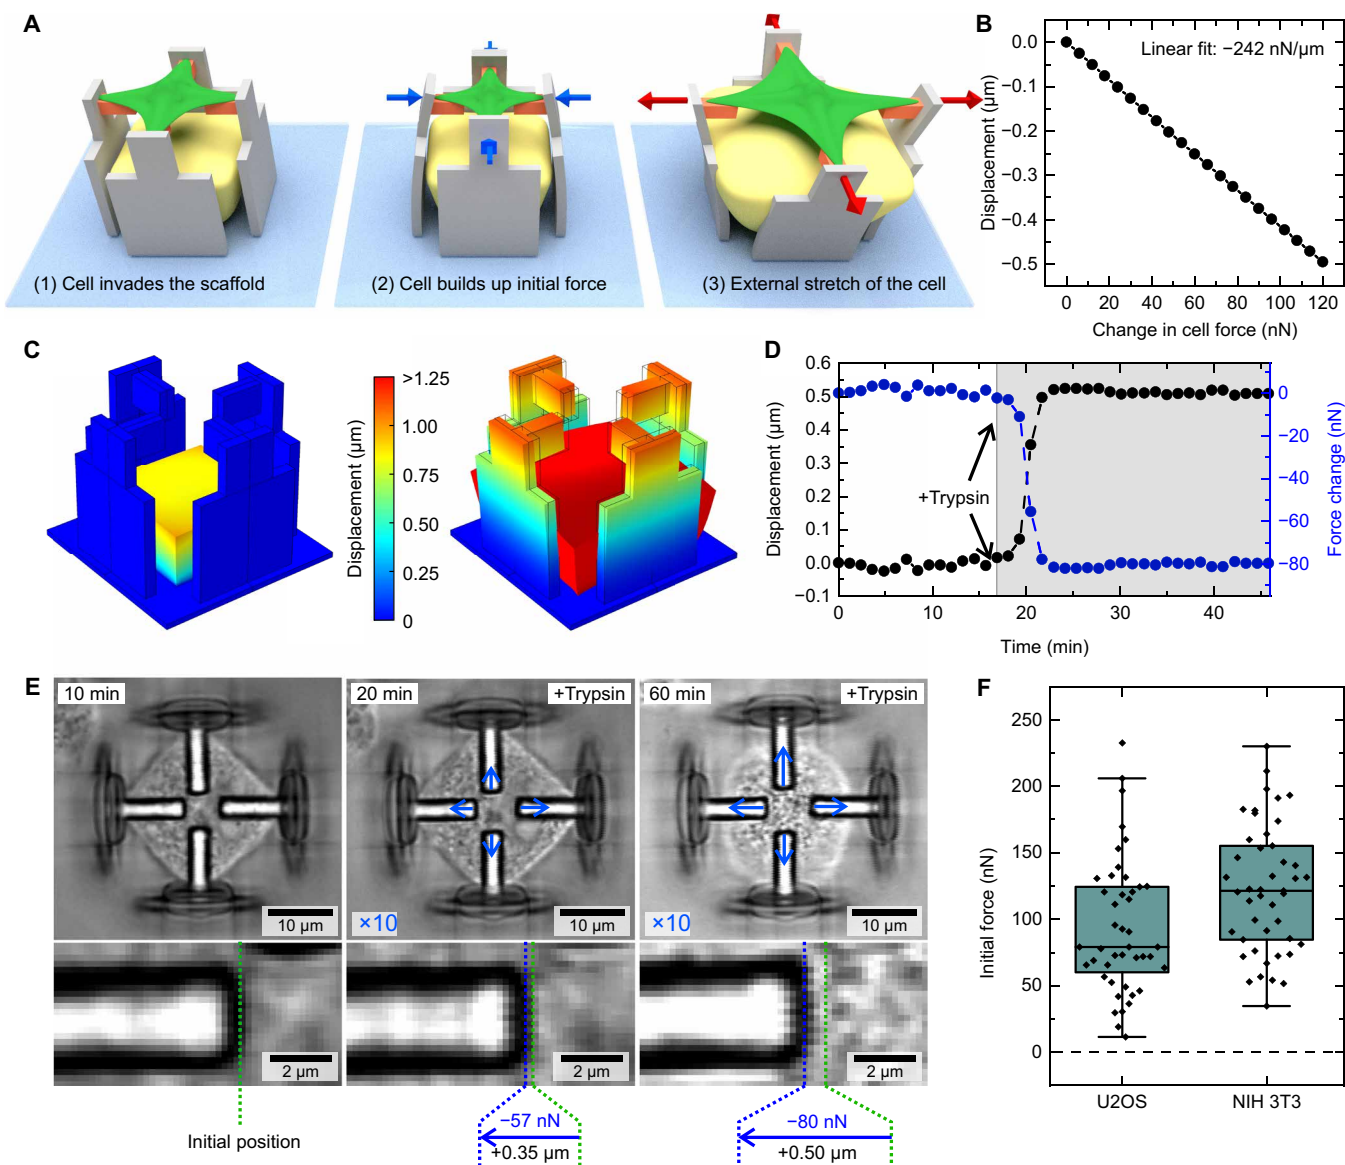 A
(1) Cell invades the scaffold
(2) Cell builds up initial force
(3) External stretch of the cell
B
Linear fit: −242 nN/µm
Displacement (µm)
0.0
−0.1
−0.2
−0.3
−0.4
−0.5
0 20 40 60 80 100 120
Change in cell force (nN)
C
Displacement (µm)
>1.25
1.00
0.75
0.50
0.25
0
D
Displacement (µm)
0.6
0.5
0.4
0.3
0.2
0.1
0.0
−0.1
+Trypsin
0
−20
−40
−60
−80
Force change (nN)
0 10 20 30 40
Time (min)
E
10 min
10 µm
20 min +Trypsin
×10
10 µm
60 min +Trypsin
×10
10 µm
2 µm
2 µm
2 µm
Initial position
−57 nN
+0.35 µm
−80 nN
+0.50 µm
F
Initial force (nN)
250
200
150
100
50
0
U2OS NIH 3T3